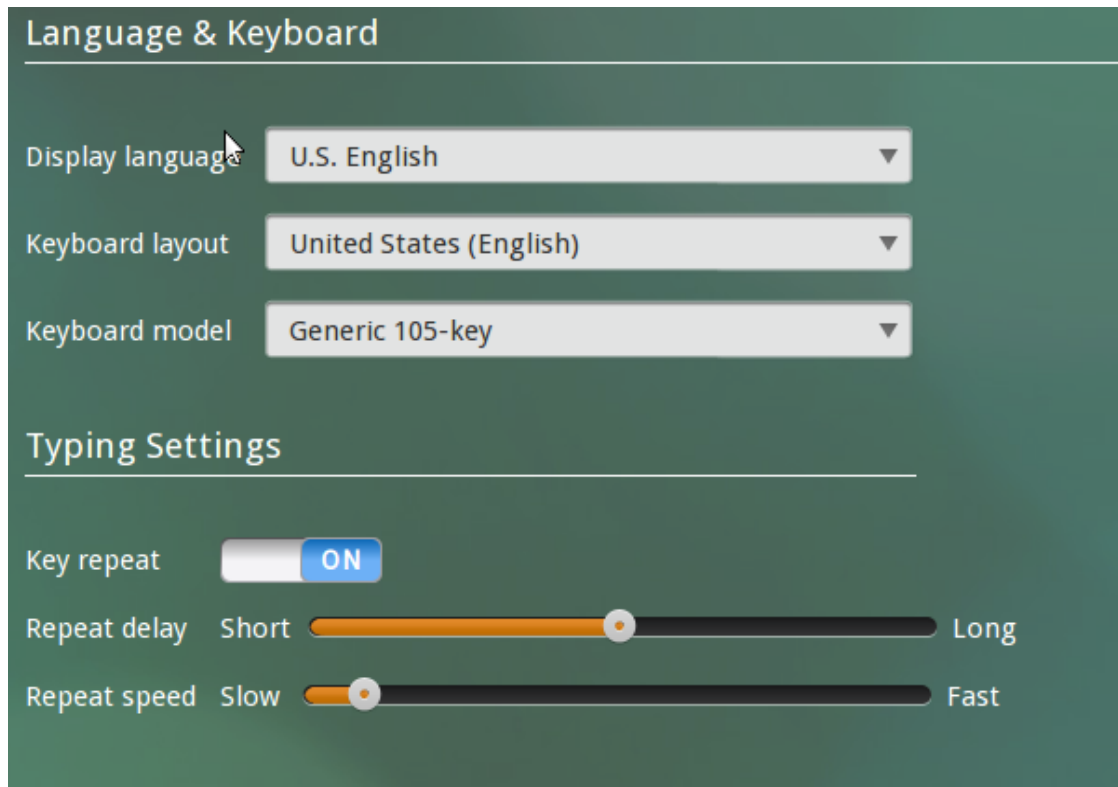 Language & Keyboard
Display language U.S. English
Keyboard layout United States (English)
Keyboard model Generic 105-key
Typing Settings
Key repeat ON
Repeat delay Short Long
Repeat speed Slow Fast